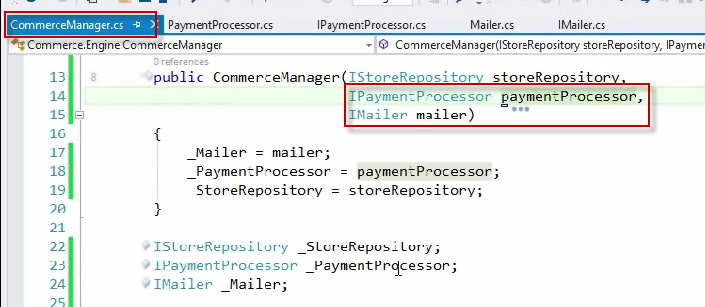 CommerceManager.cs PaymentProcessor.cs IPaymentProcessor.cs Mailer.cs IMailer.cs
Commerce.Engine.CommerceManager CommerceManager(IStoreRepository storeRepository, IPaym
0 references
13 8 public CommerceManager(IStoreRepository storeRepository,
14 IPaymentProcessor paymentProcessor,
15 IMailer mailer)
16 {
17 _Mailer = mailer;
18 _PaymentProcessor = paymentProcessor;
19 StoreRepository = storeRepository;
20 }
21
22 IStoreRepository _StoreRepository;
23 IPaymentProcessor _PaymentProcessor;
24 IMailer _Mailer;